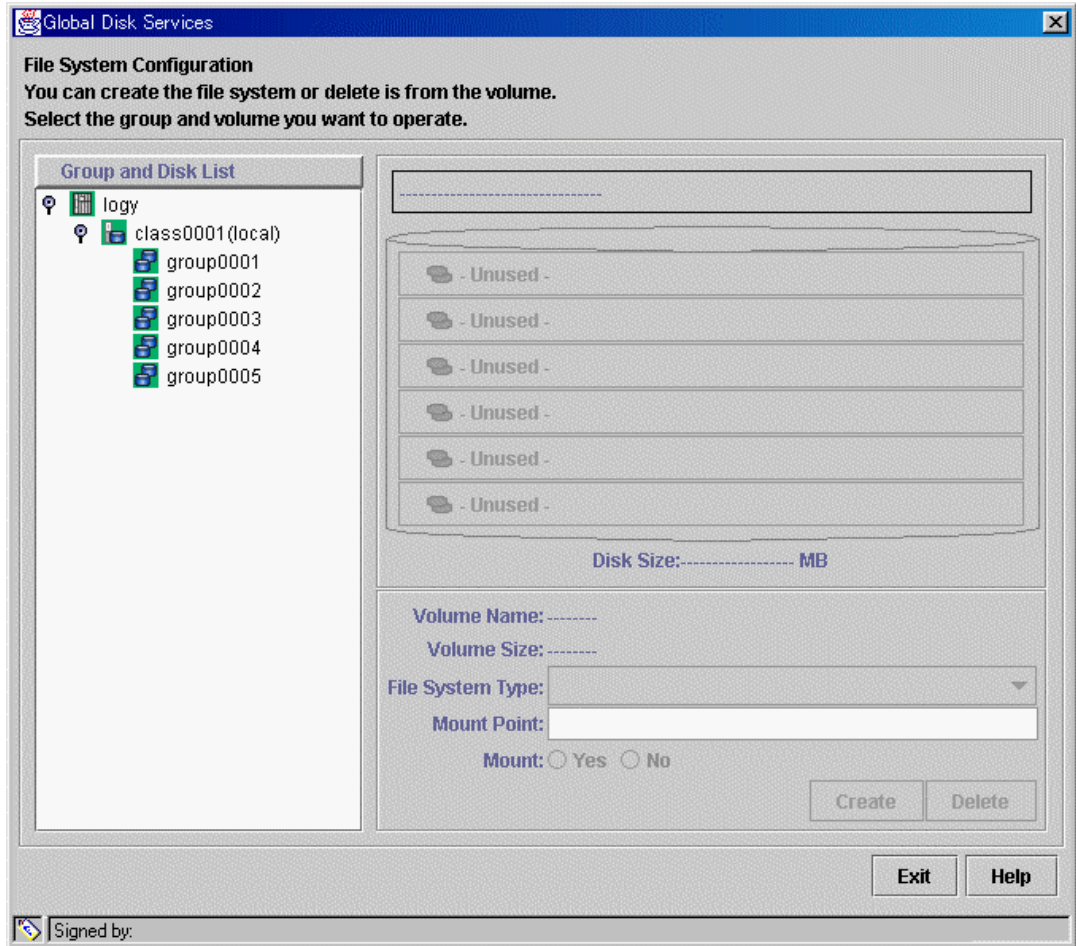 Global Disk Services
File System Configuration
You can create the file system or delete is from the volume.
Select the group and volume you want to operate.
Group and Disk List
logy
class0001(local)
group0001
group0002
group0003
group0004
group0005
-------------------------------
- Unused -
- Unused -
- Unused -
- Unused -
- Unused -
- Unused -
Disk Size:------------------ MB
Volume Name: --------
Volume Size: --------
File System Type:
Mount Point:
Mount: Yes No
Create Delete
Exit Help
Signed by: